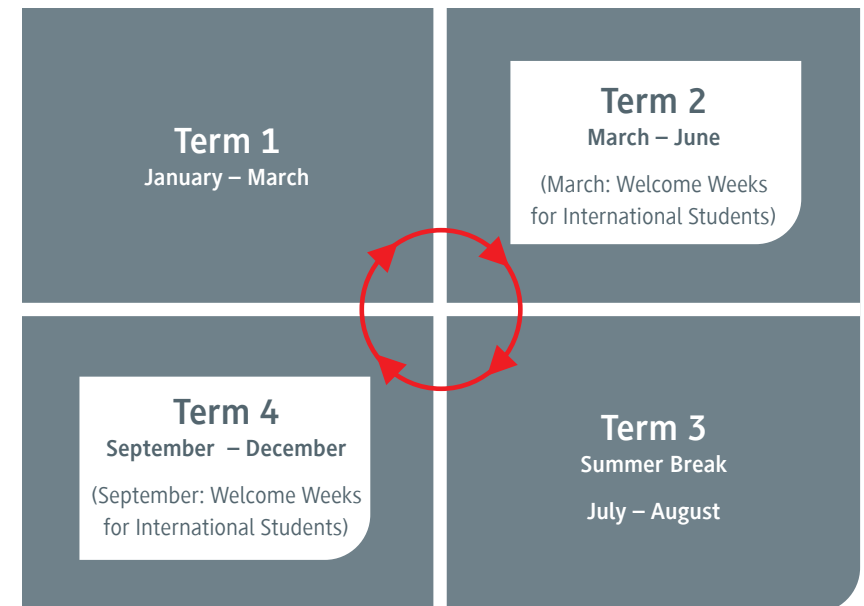 Term 1
January – March
Term 2
March – June
(March: Welcome Weeks
for International Students)
Term 4
September – December
(September: Welcome Weeks
for International Students)
Term 3
Summer Break
July – August